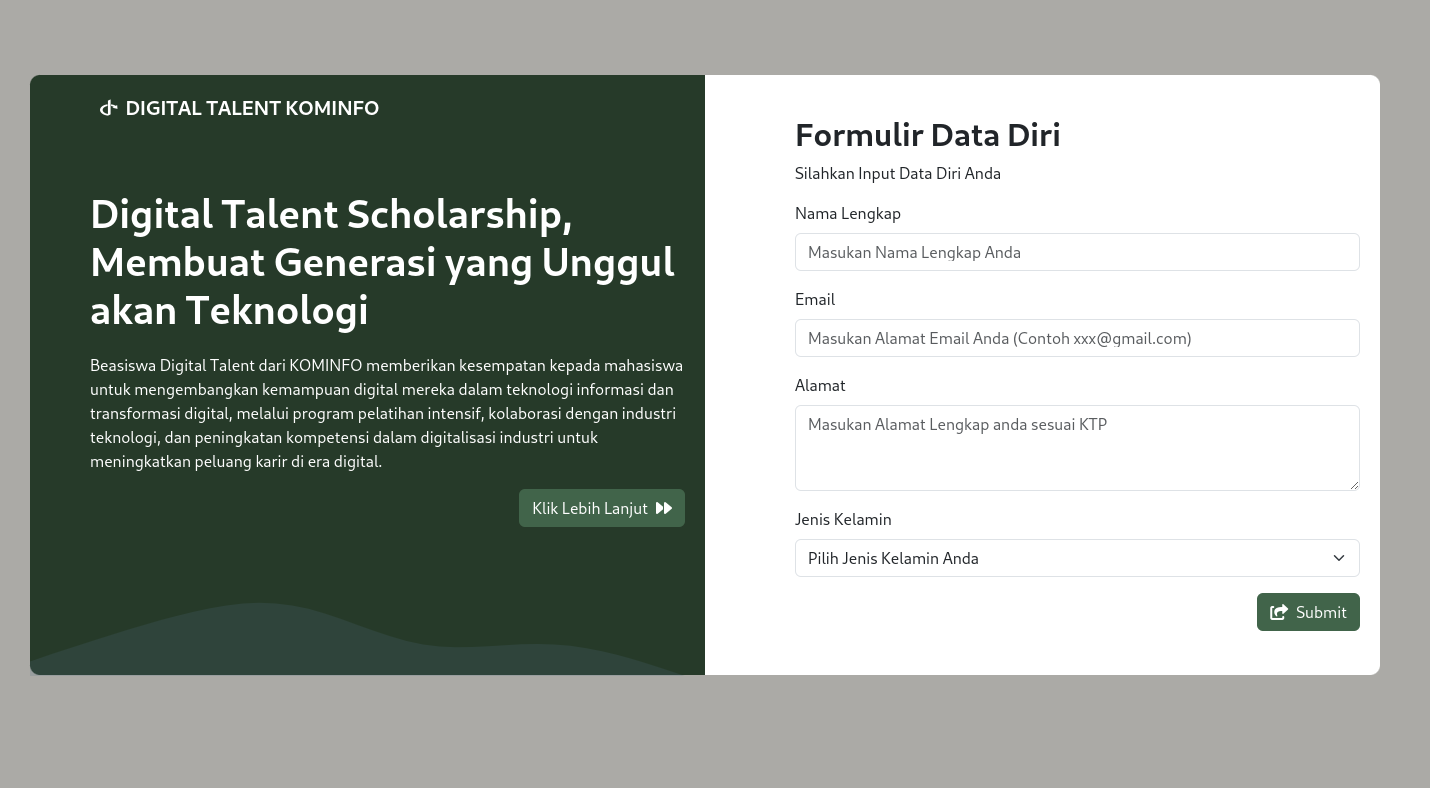 DIGITAL TALENT KOMINFO
Digital Talent Scholarship,
Membuat Generasi yang Unggul
akan Teknologi
Beasiswa Digital Talent dari KOMINFO memberikan kesempatan kepada mahasiswa
untuk mengembangkan kemampuan digital mereka dalam teknologi informasi dan
transformasi digital, melalui program pelatihan intensif, kolaborasi dengan industri
teknologi, dan peningkatan kompetensi dalam digitalisasi industri untuk
meningkatkan peluang karir di era digital.
Klik Lebih Lanjut
Formulir Data Diri
Silahkan Input Data Diri Anda
Nama Lengkap
Masukan Nama Lengkap Anda
Email
Masukan Alamat Email Anda (Contoh xxx@gmail.com)
Alamat
Masukan Alamat Lengkap anda sesuai KTP
Jenis Kelamin
Pilih Jenis Kelamin Anda
Submit